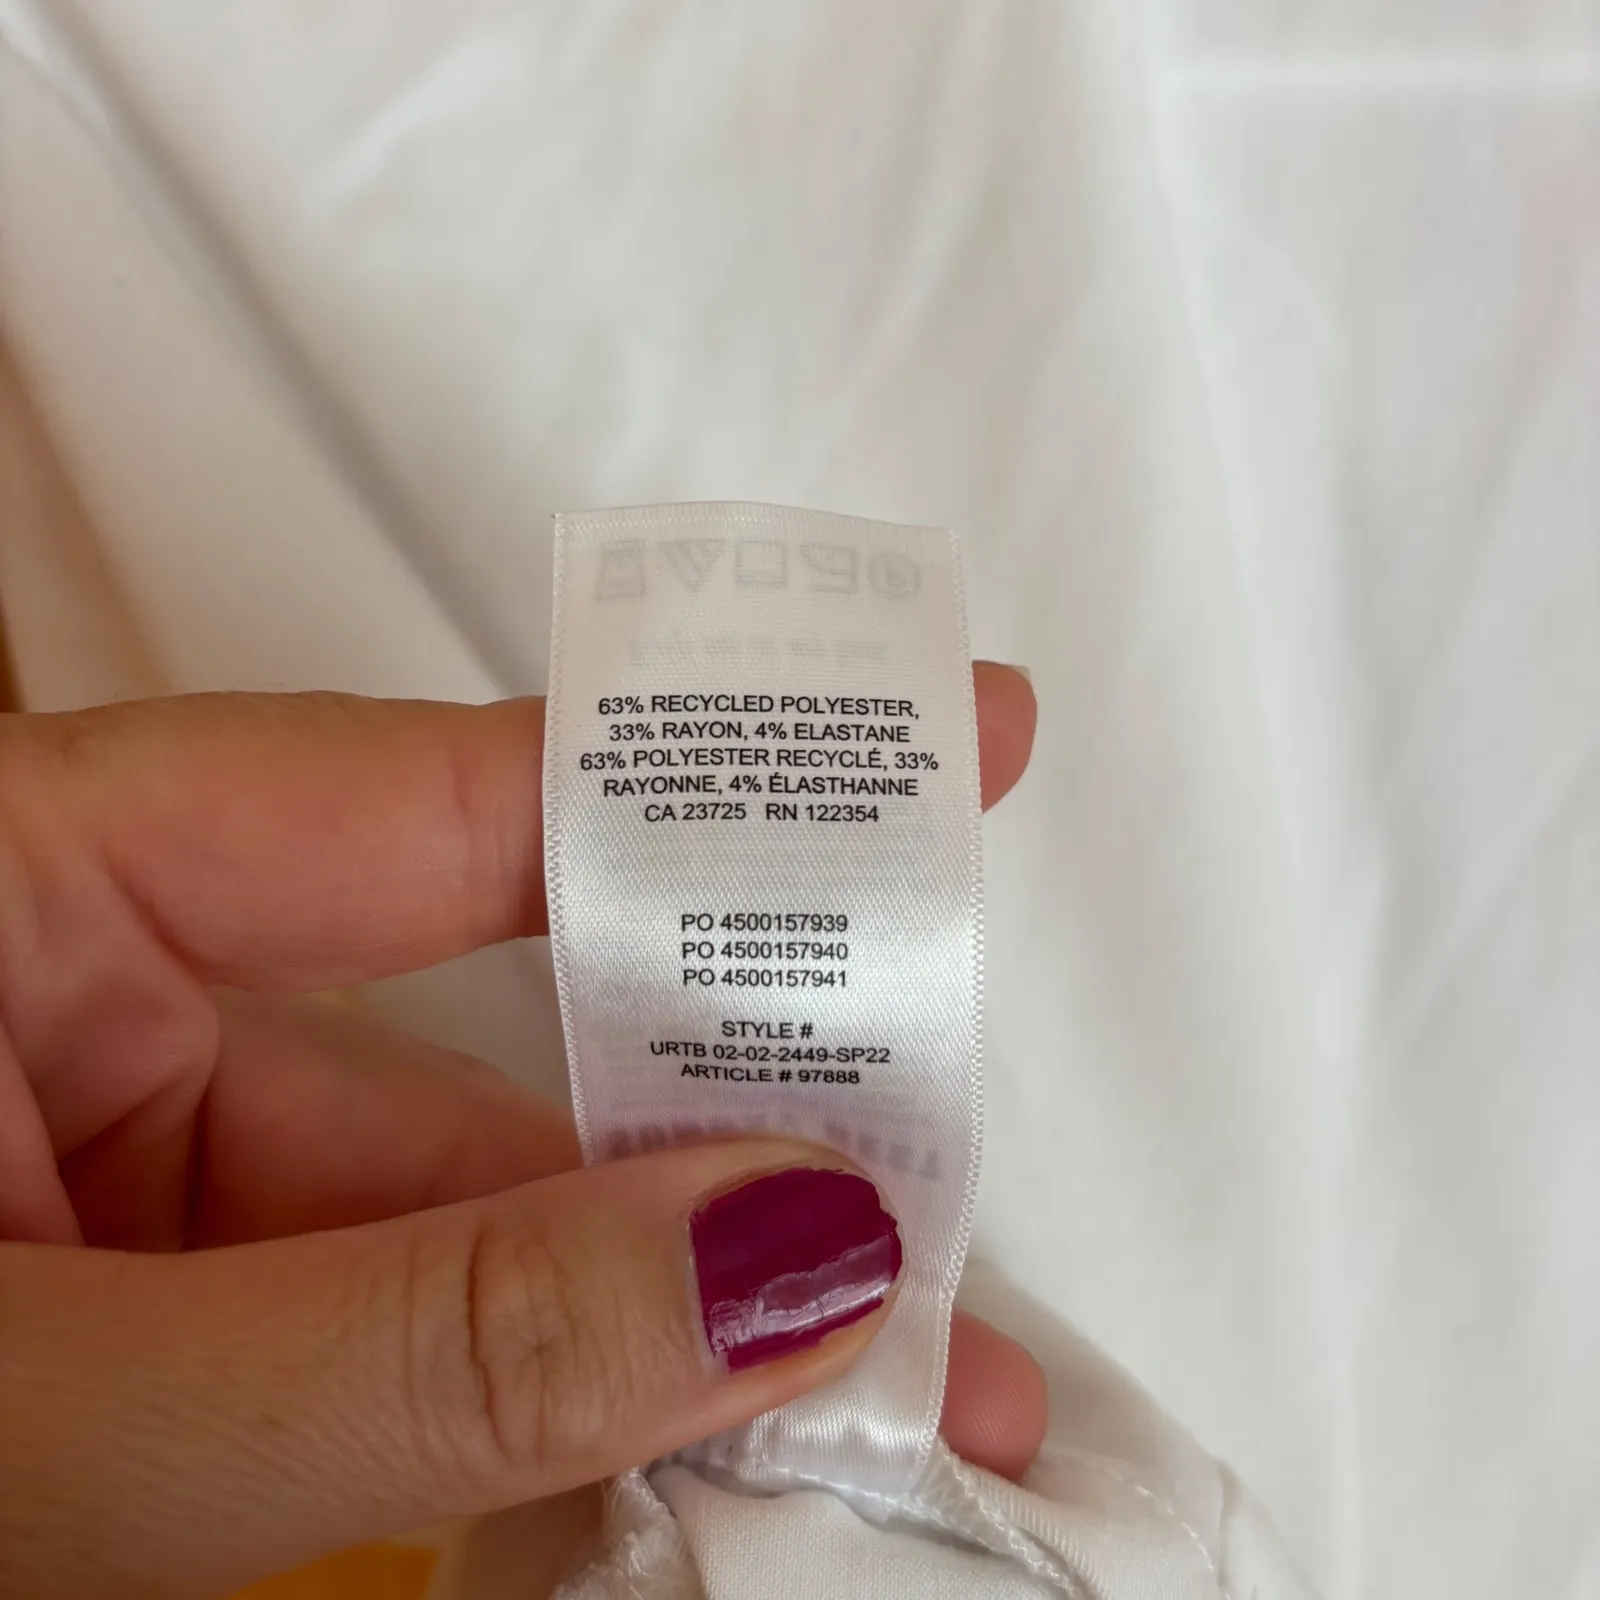 63% RECYCLED POLYESTER,
33% RAYON, 4% ELASTANE
63% POLYESTER RECYCLÉ, 33%
RAYONNE, 4% ÉLASTHANNE
CA 23725 RN 122354
PO 4500157939
PO 4500157940
PO 4500157941
STYLE #
URTB 02-02-2449-SP22
ARTICLE # 97888